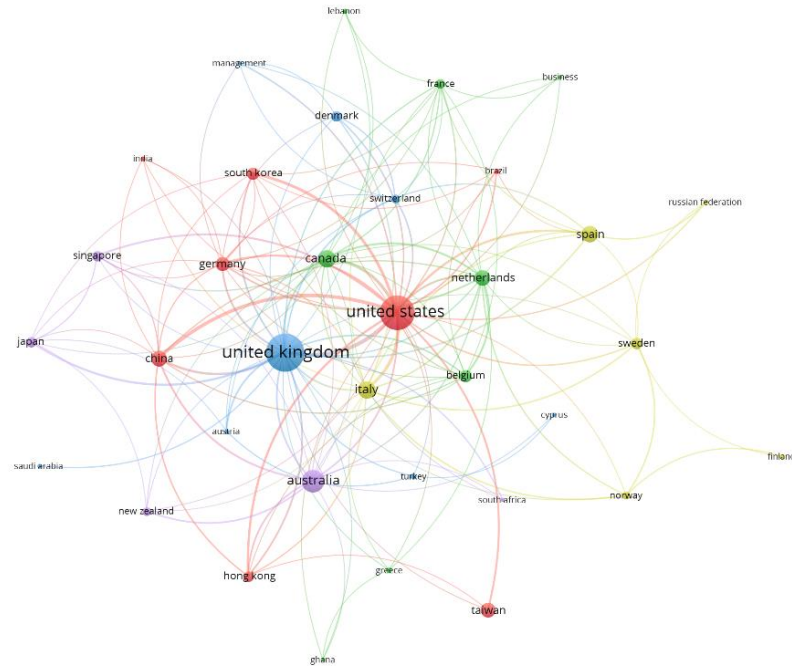 lebanon
management
france
business
denmark
india
south korea
brazil
switzerland
russian federation
spain
singapore
germany
canada
netherlands
united states
japan
china
united kingdom
sweden
belgium
italy
cyprus
austria
saudi arabia
finland
australia
turkey
norway
south africa
new zealand
hong kong
greece
taiwan
ghana